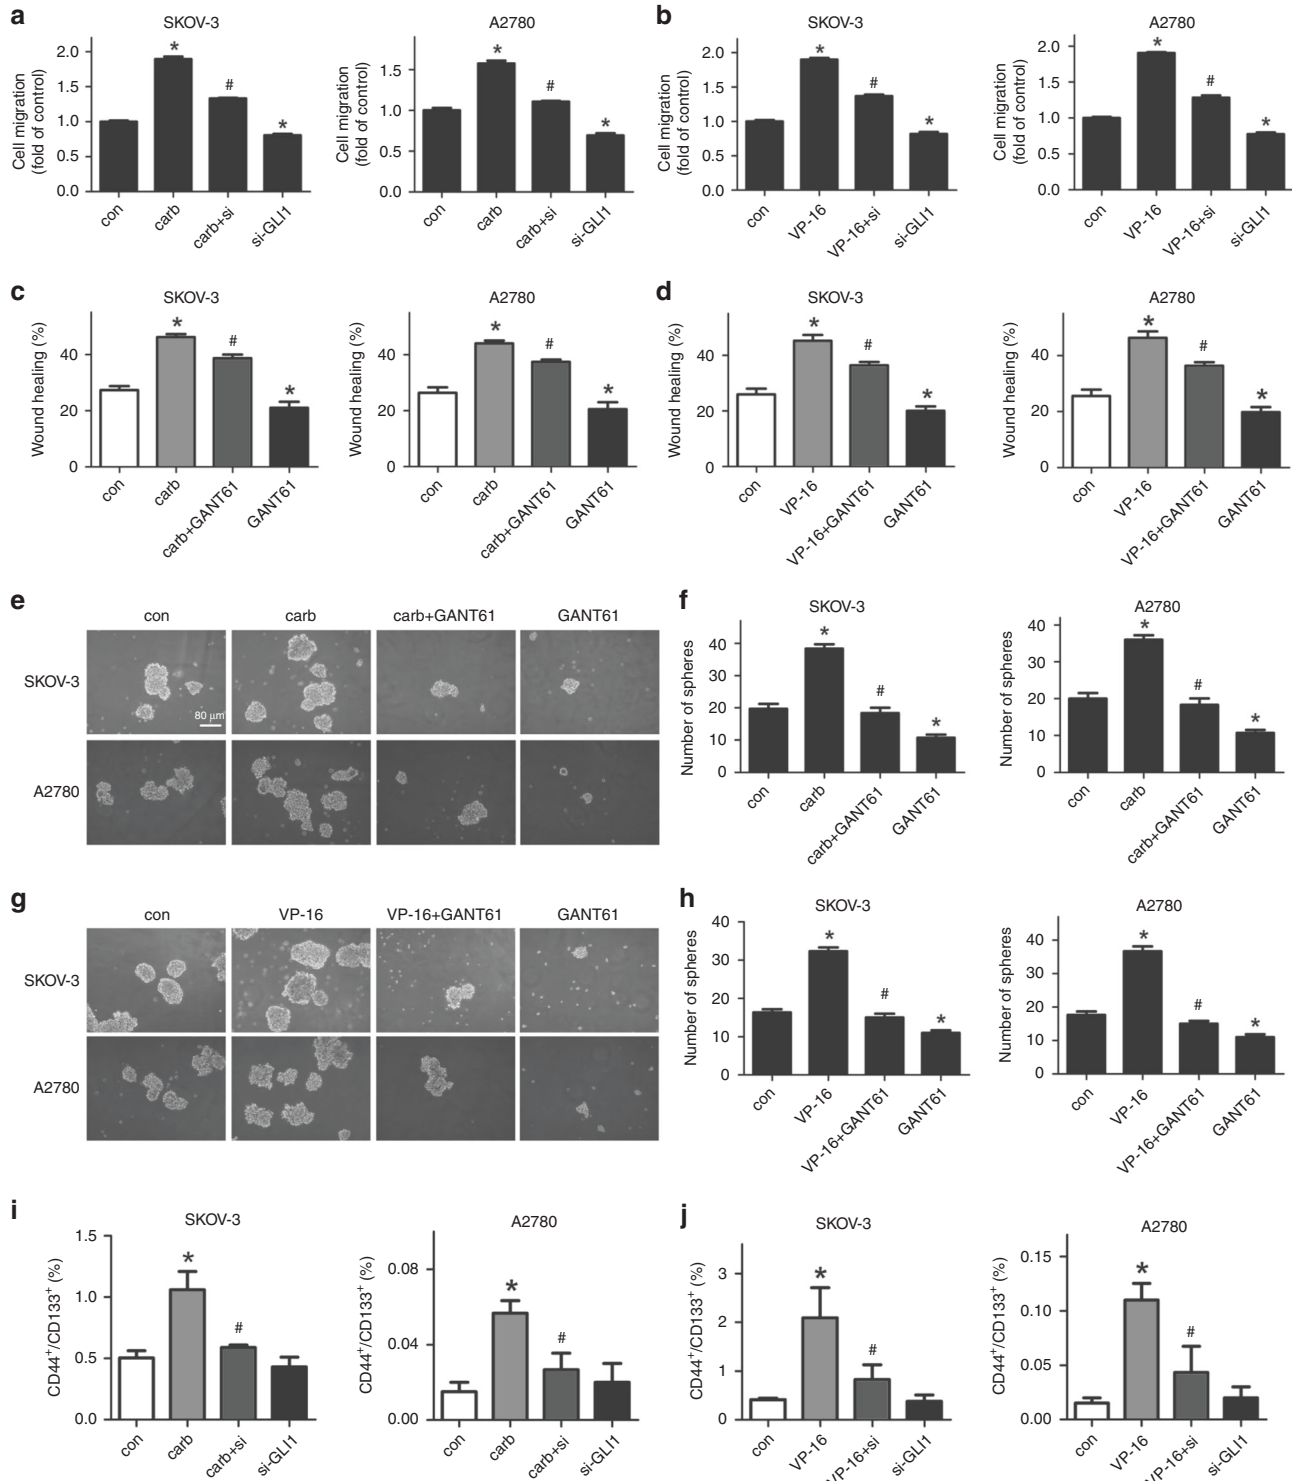 a
SKOV-3
Cell migration
(fold of control)
2.0
1.5
1.0
0.5
0.0
*
#
*
con
carb
carb+si
si-GLI1
A2780
Cell migration
(fold of control)
1.5
1.0
0.5
0.0
*
#
*
con
carb
carb+si
si-GLI1
b
SKOV-3
Cell migration
(fold of control)
2.0
1.5
1.0
0.5
0.0
*
#
*
con
VP-16
VP-16+si
si-GLI1
A2780
Cell migration
(fold of control)
2.0
1.5
1.0
0.5
0.0
*
#
*
con
VP-16
VP-16+si
si-GLI1
c
SKOV-3
Wound healing (%)
40
20
0
*
#
*
con
carb
carb+GANT61
GANT61
A2780
Wound healing (%)
40
20
0
*
#
*
con
carb
carb+GANT61
GANT61
d
SKOV-3
Wound healing (%)
40
20
0
*
#
*
con
VP-16
VP-16+GANT61
GANT61
A2780
Wound healing (%)
40
20
0
*
#
*
con
VP-16
VP-16+GANT61
GANT61
e
con
carb
carb+GANT61
GANT61
SKOV-3
80 μm
A2780
f
SKOV-3
Number of spheres
40
30
20
10
0
*
#
*
con
carb
carb+GANT61
GANT61
A2780
Number of spheres
40
30
20
10
0
*
#
*
con
carb
carb+GANT61
GANT61
g
con
VP-16
VP-16+GANT61
GANT61
SKOV-3
A2780
h
SKOV-3
Number of spheres
40
30
20
10
0
*
#
*
con
VP-16
VP-16+GANT61
GANT61
A2780
Number of spheres
40
30
20
10
0
*
#
*
con
VP-16
VP-16+GANT61
GANT61
i
SKOV-3
CD44⁺/CD133⁺ (%)
1.5
1.0
0.5
0.0
*
#
con
carb
carb+si
si-GLI1
A2780
CD44⁺/CD133⁺ (%)
0.08
0.04
0.00
*
#
con
carb
carb+si
si-GLI1
j
SKOV-3
CD44⁺/CD133⁺ (%)
3
2
1
0
*
#
con
VP-16
VP-16+si
si-GLI1
A2780
CD44⁺/CD133⁺ (%)
0.15
0.10
0.05
0.00
*
#
con
VP-16
VP-16+si
si-GLI1